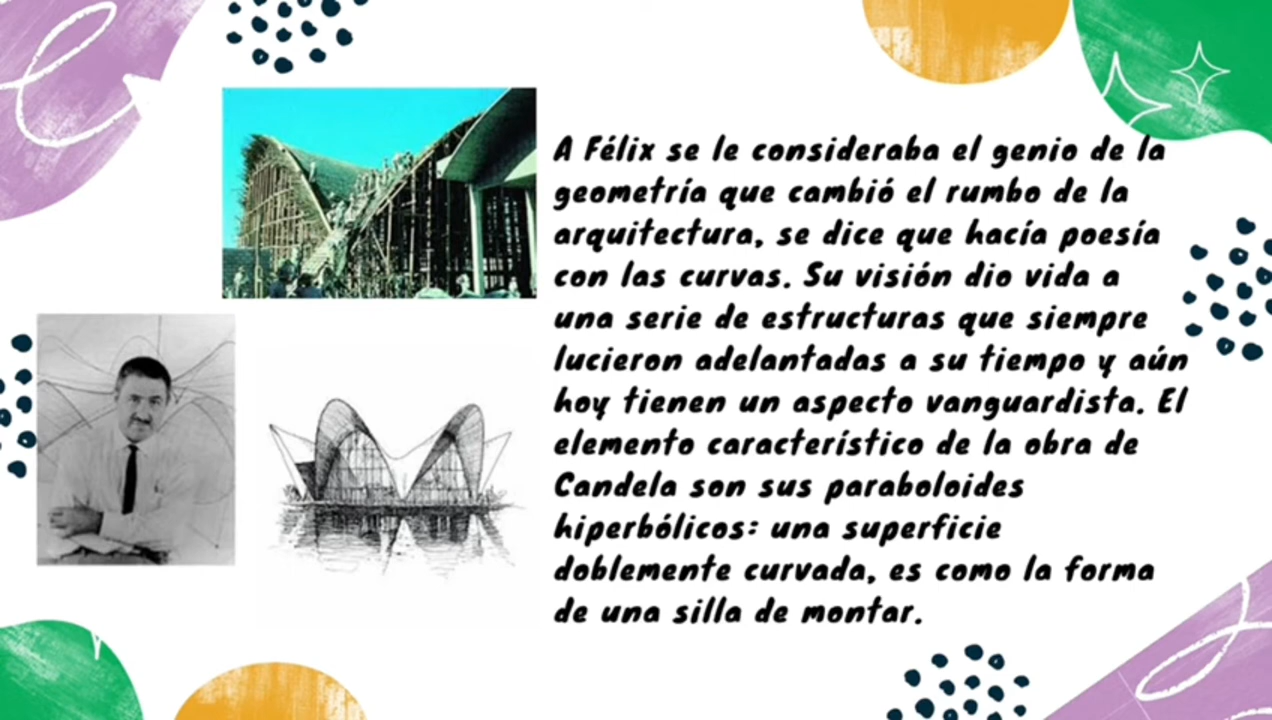 A Félix se le consideraba el genio de la
geometría que cambió el rumbo de la
arquitectura, se dice que hacía poesía
con las curvas. Su visión dio vida a
una serie de estructuras que siempre
lucieron adelantadas a su tiempo y aún
hoy tienen un aspecto vanguardista. El
elemento característico de la obra de
Candela son sus paraboloides
hiperbólicos: una superficie
doblemente curvada, es como la forma
de una silla de montar.